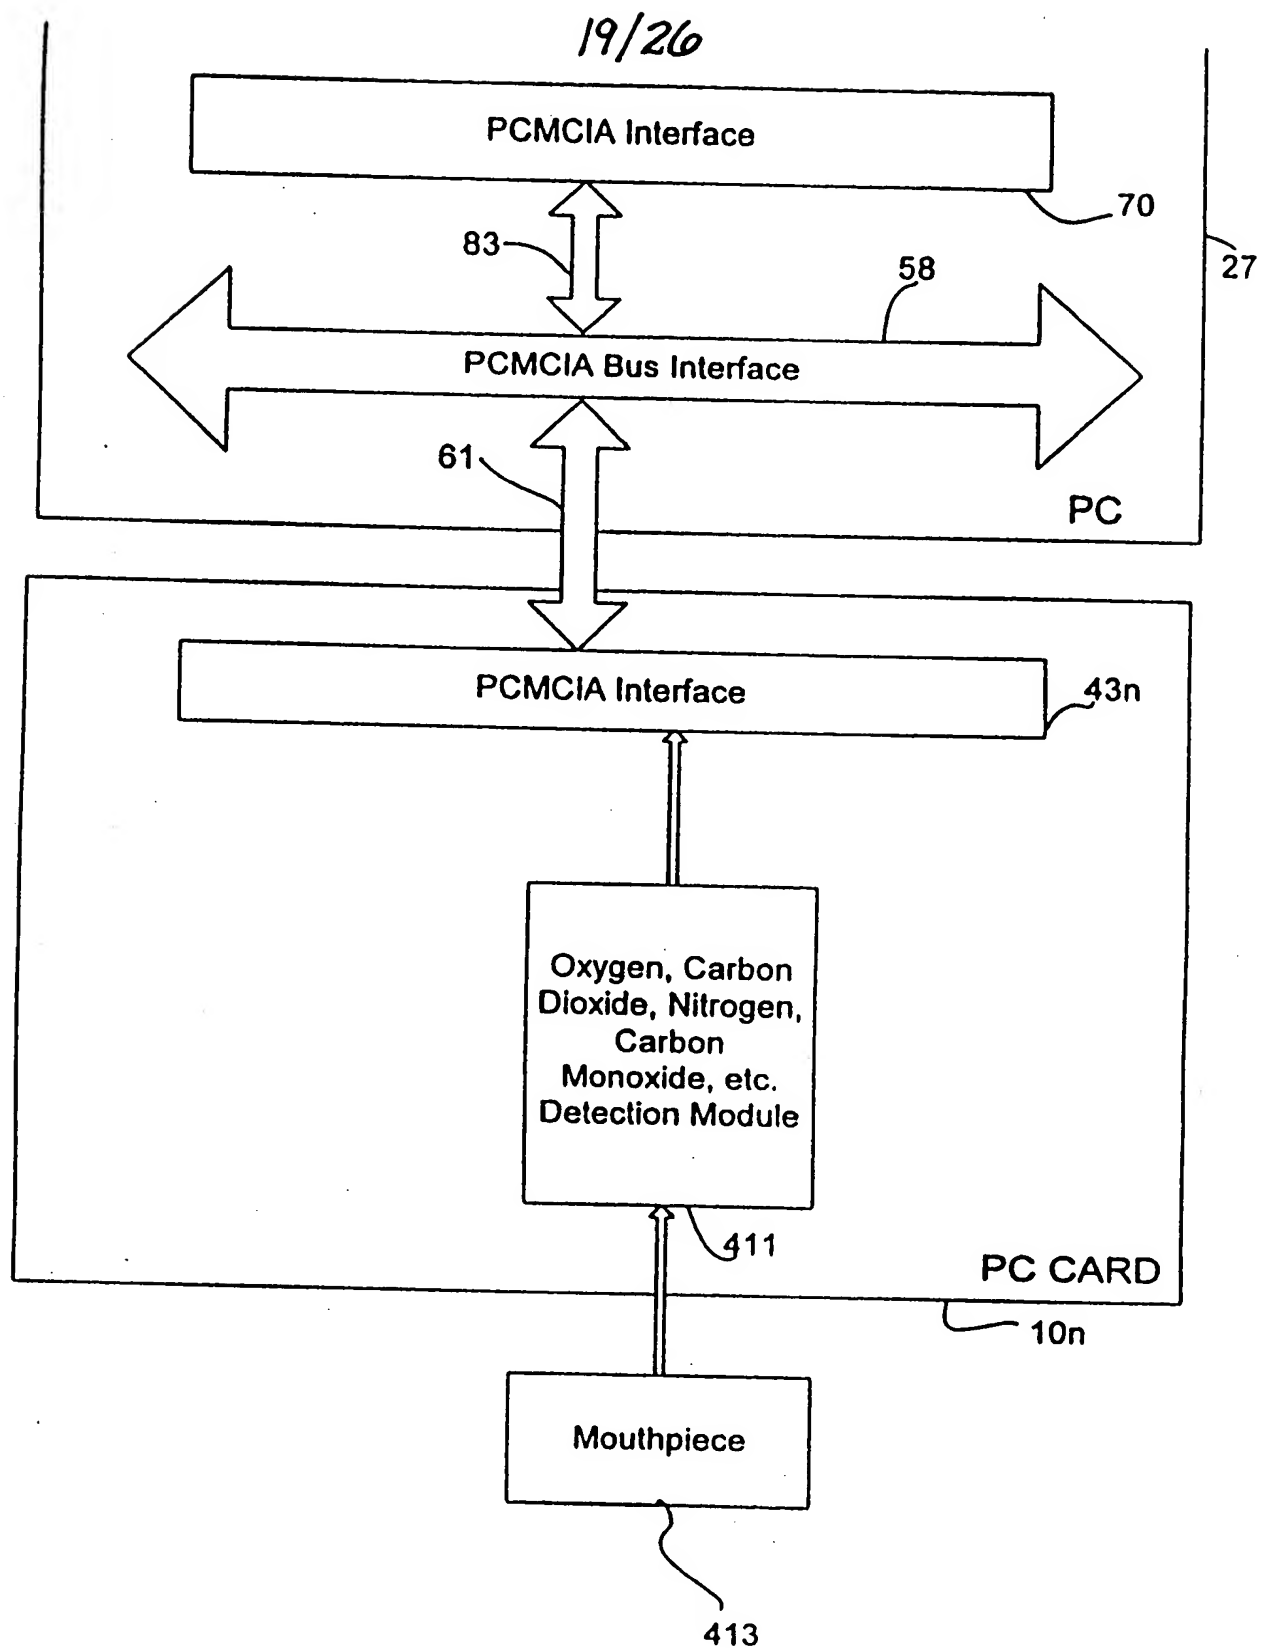 19/26
PCMCIA Interface
70
83
27
58
PCMCIA Bus Interface
61
PC
PCMCIA Interface
43n
Oxygen, Carbon
Dioxide, Nitrogen,
Carbon
Monoxide, etc.
Detection Module
411
PC CARD
10n
Mouthpiece
413